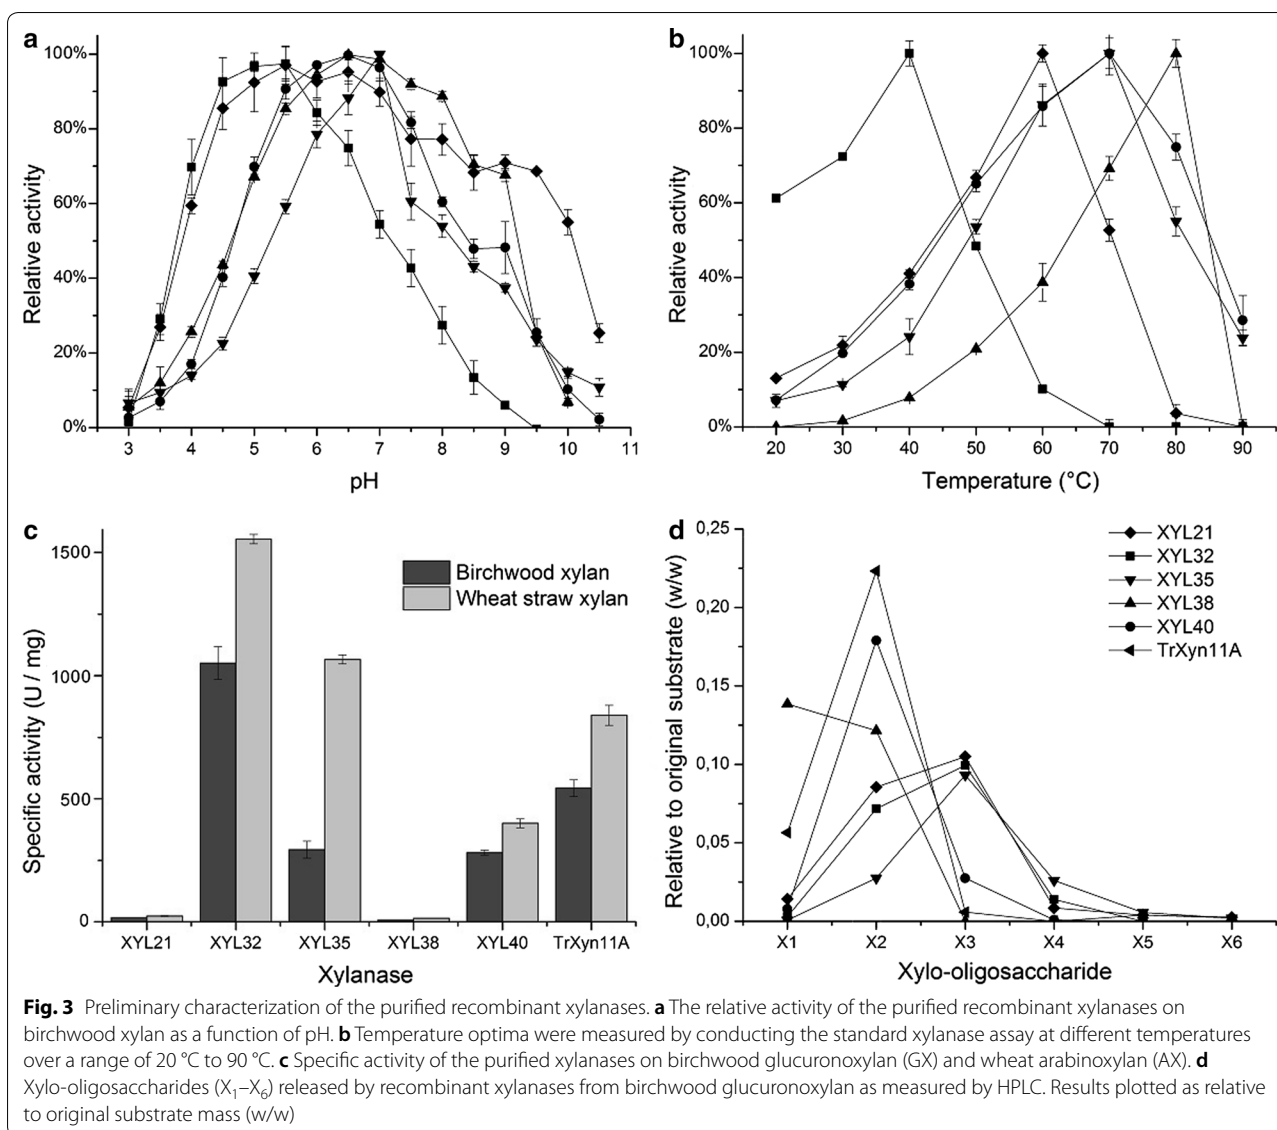 a
100%
80%
60%
40%
20%
0%
Relative activity
3 4 5 6 7 8 9 10 11
pH
b
100%
80%
60%
40%
20%
0%
Relative activity
20 30 40 50 60 70 80 90
Temperature (°C)
c
1500
1000
500
0
Specific activity (U / mg)
Birchwood xylan
Wheat straw xylan
XYL21 XYL32 XYL35 XYL38 XYL40 TrXyn11A
Xylanase
d
0,25
0,20
0,15
0,10
0,05
0,00
Relative to original substrate (w/w)
XYL21
XYL32
XYL35
XYL38
XYL40
TrXyn11A
X1 X2 X3 X4 X5 X6
Xylo-oligosaccharide
Fig. 3 Preliminary characterization of the purified recombinant xylanases. a The relative activity of the purified recombinant xylanases on
birchwood xylan as a function of pH. b Temperature optima were measured by conducting the standard xylanase assay at different temperatures
over a range of 20 °C to 90 °C. c Specific activity of the purified xylanases on birchwood glucuronoxylan (GX) and wheat arabinoxylan (AX). d
Xylo-oligosaccharides (X₁–X₆) released by recombinant xylanases from birchwood glucuronoxylan as measured by HPLC. Results plotted as relative
to original substrate mass (w/w)